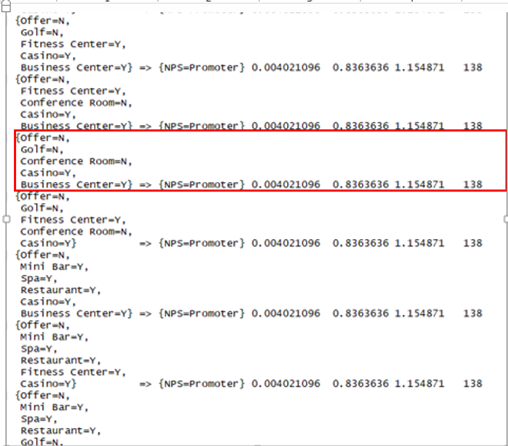 {Offer=N,
Golf=N,
Fitness Center=Y,
Casino=Y,
Business Center=Y} => {NPS=Promoter} 0.004021096 0.8363636 1.154871 138
{Offer=N,
Fitness Center=Y,
Conference Room=N,
Casino=Y,
Business Center=Y} => {NPS=Promoter} 0.004021096 0.8363636 1.154871 138
{Offer=N,
Golf=N,
Conference Room=N,
Casino=Y,
Business Center=Y} => {NPS=Promoter} 0.004021096 0.8363636 1.154871 138
{Offer=N,
Golf=N,
Fitness Center=Y,
Conference Room=N,
Casino=Y} => {NPS=Promoter} 0.004021096 0.8363636 1.154871 138
{Offer=N,
Mini Bar=Y,
Spa=Y,
Restaurant=Y,
Casino=Y,
Business Center=Y} => {NPS=Promoter} 0.004021096 0.8363636 1.154871 138
{Offer=N,
Mini Bar=Y,
Spa=Y,
Restaurant=Y,
Fitness Center=Y,
Casino=Y} => {NPS=Promoter} 0.004021096 0.8363636 1.154871 138
{Offer=N,
Mini Bar=Y,
Spa=Y,
Restaurant=Y,
Golf=N,